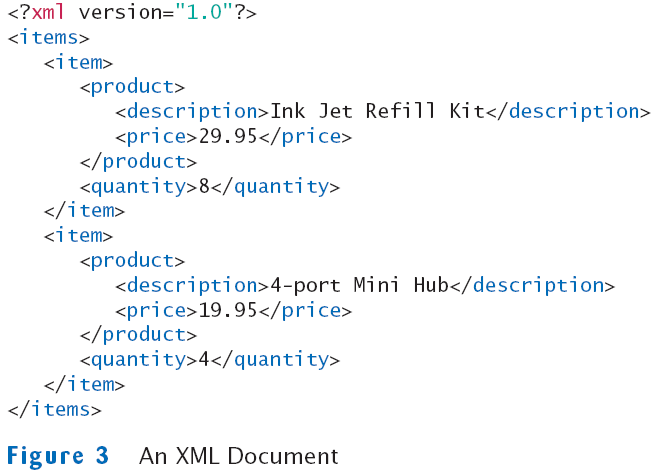 <?xml version="1.0"?>
<items>
   <item>
      <product>
         <description>Ink Jet Refill Kit</description>
         <price>29.95</price>
      </product>
      <quantity>8</quantity>
   </item>
   <item>
      <product>
         <description>4-port Mini Hub</description>
         <price>19.95</price>
      </product>
      <quantity>4</quantity>
   </item>
</items>
Figure 3 An XML Document